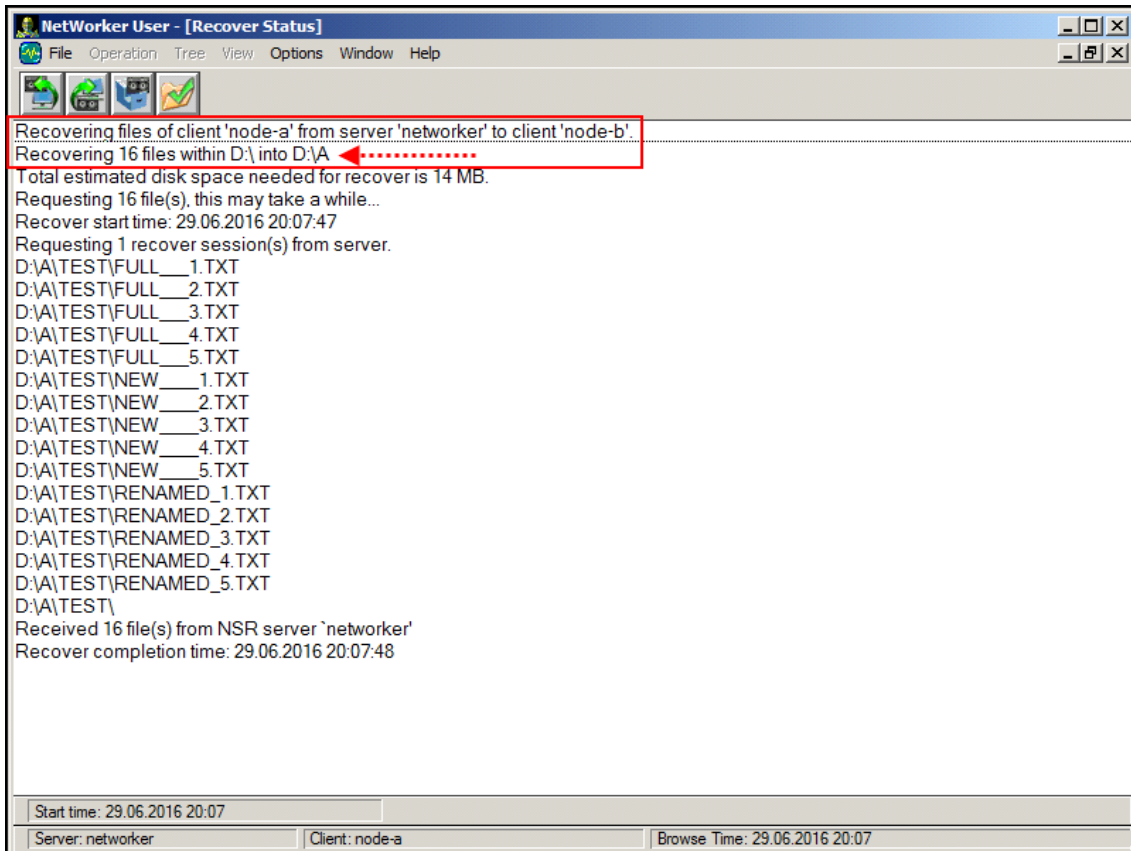 NetWorker User - [Recover Status]
File Operation Tree View Options Window Help
Recovering files of client 'node-a' from server 'networker' to client 'node-b'.
Recovering 16 files within D:\ into D:\A
Total estimated disk space needed for recover is 14 MB.
Requesting 16 file(s), this may take a while...
Recover start time: 29.06.2016 20:07:47
Requesting 1 recover session(s) from server.
D:\A\TEST\FULL___1.TXT
D:\A\TEST\FULL___2.TXT
D:\A\TEST\FULL___3.TXT
D:\A\TEST\FULL___4.TXT
D:\A\TEST\FULL___5.TXT
D:\A\TEST\NEW____1.TXT
D:\A\TEST\NEW____2.TXT
D:\A\TEST\NEW____3.TXT
D:\A\TEST\NEW____4.TXT
D:\A\TEST\NEW____5.TXT
D:\A\TEST\RENAMED_1.TXT
D:\A\TEST\RENAMED_2.TXT
D:\A\TEST\RENAMED_3.TXT
D:\A\TEST\RENAMED_4.TXT
D:\A\TEST\RENAMED_5.TXT
D:\A\TEST\
Received 16 file(s) from NSR server `networker'
Recover completion time: 29.06.2016 20:07:48
Start time: 29.06.2016 20:07
Server: networker Client: node-a Browse Time: 29.06.2016 20:07